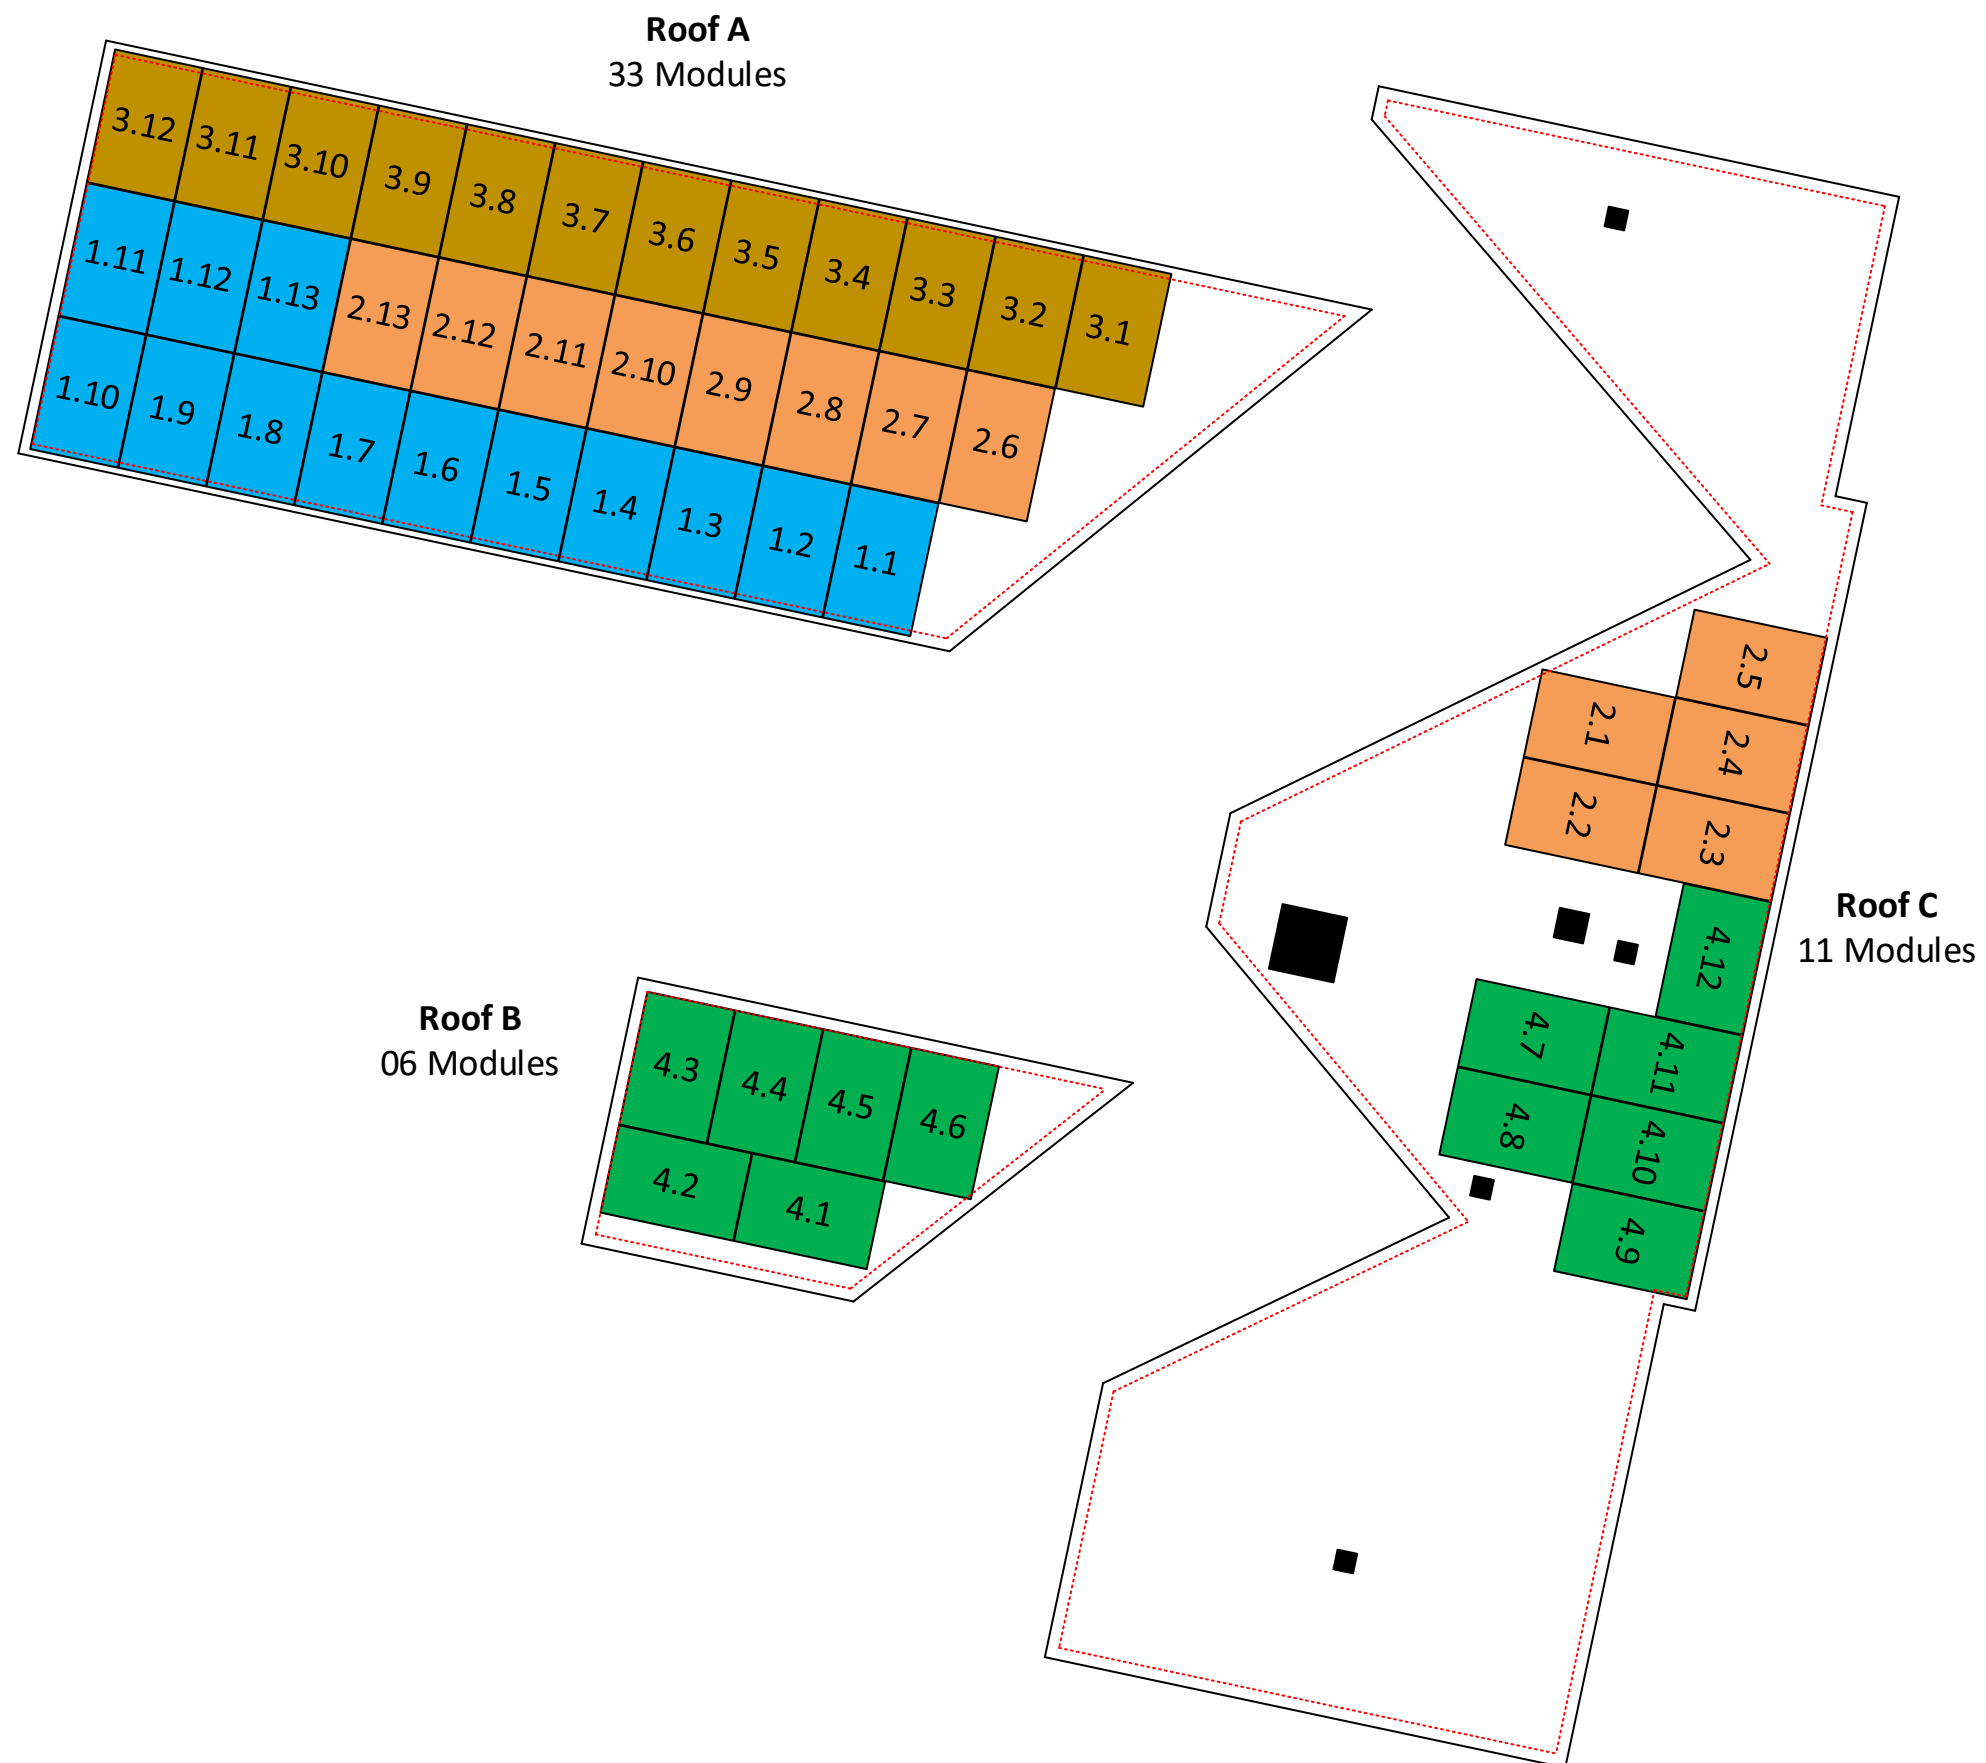 Roof A
33 Modules
3.12 3.11 3.10 3.9 3.8 3.7 3.6 3.5 3.4 3.3 3.2 3.1
1.11 1.12 1.13 2.13 2.12 2.11 2.10 2.9 2.8 2.7 2.6
1.10 1.9 1.8 1.7 1.6 1.5 1.4 1.3 1.2 1.1
Roof B
06 Modules
4.3 4.4 4.5 4.6
4.2 4.1
Roof C
11 Modules
2.5
2.1 2.4
2.2 2.3
4.12
4.7 4.11
4.8 4.10
4.9